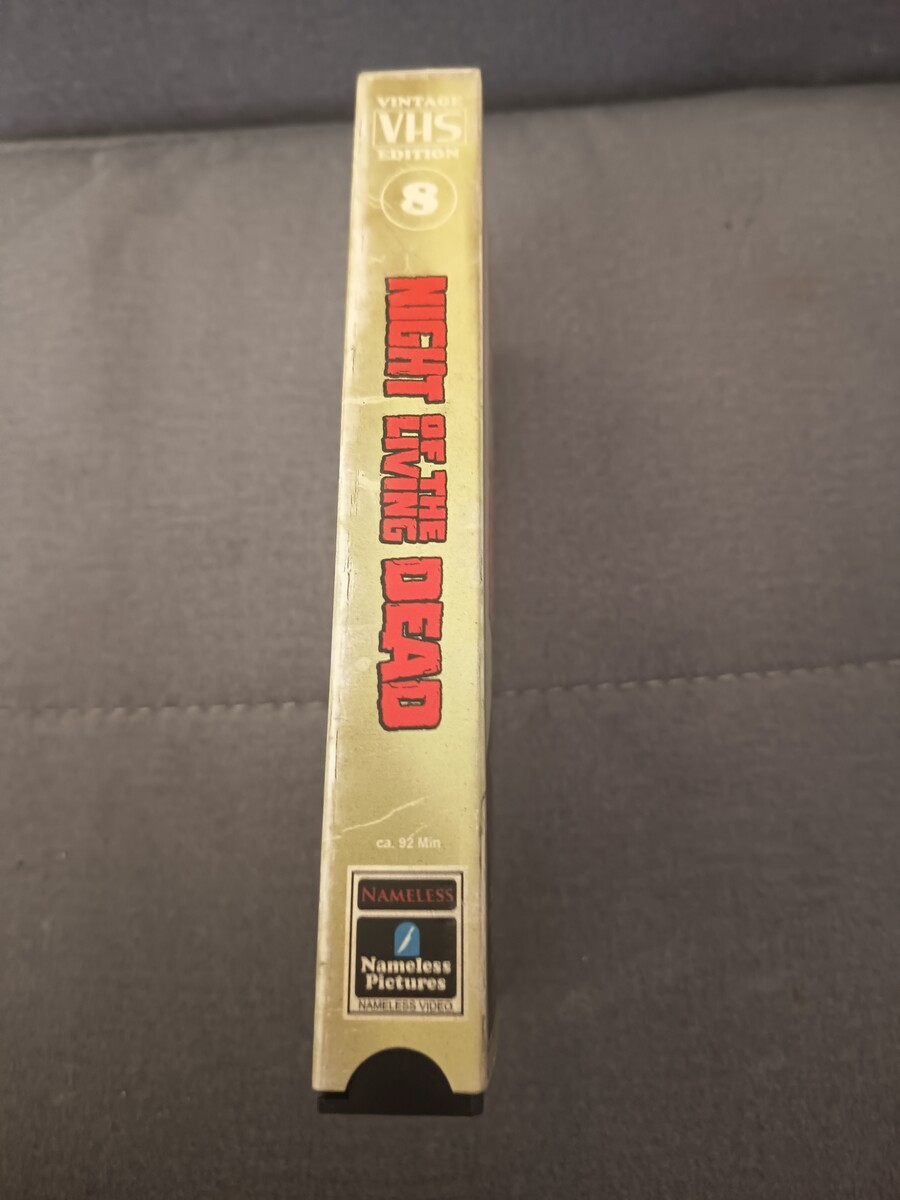 VINTAGE
VHS
EDITION
8
NIGHT OF THE LIVING DEAD
ca. 92 Min
NAMELESS
Nameless
Pictures
NAMELESS VIDEO